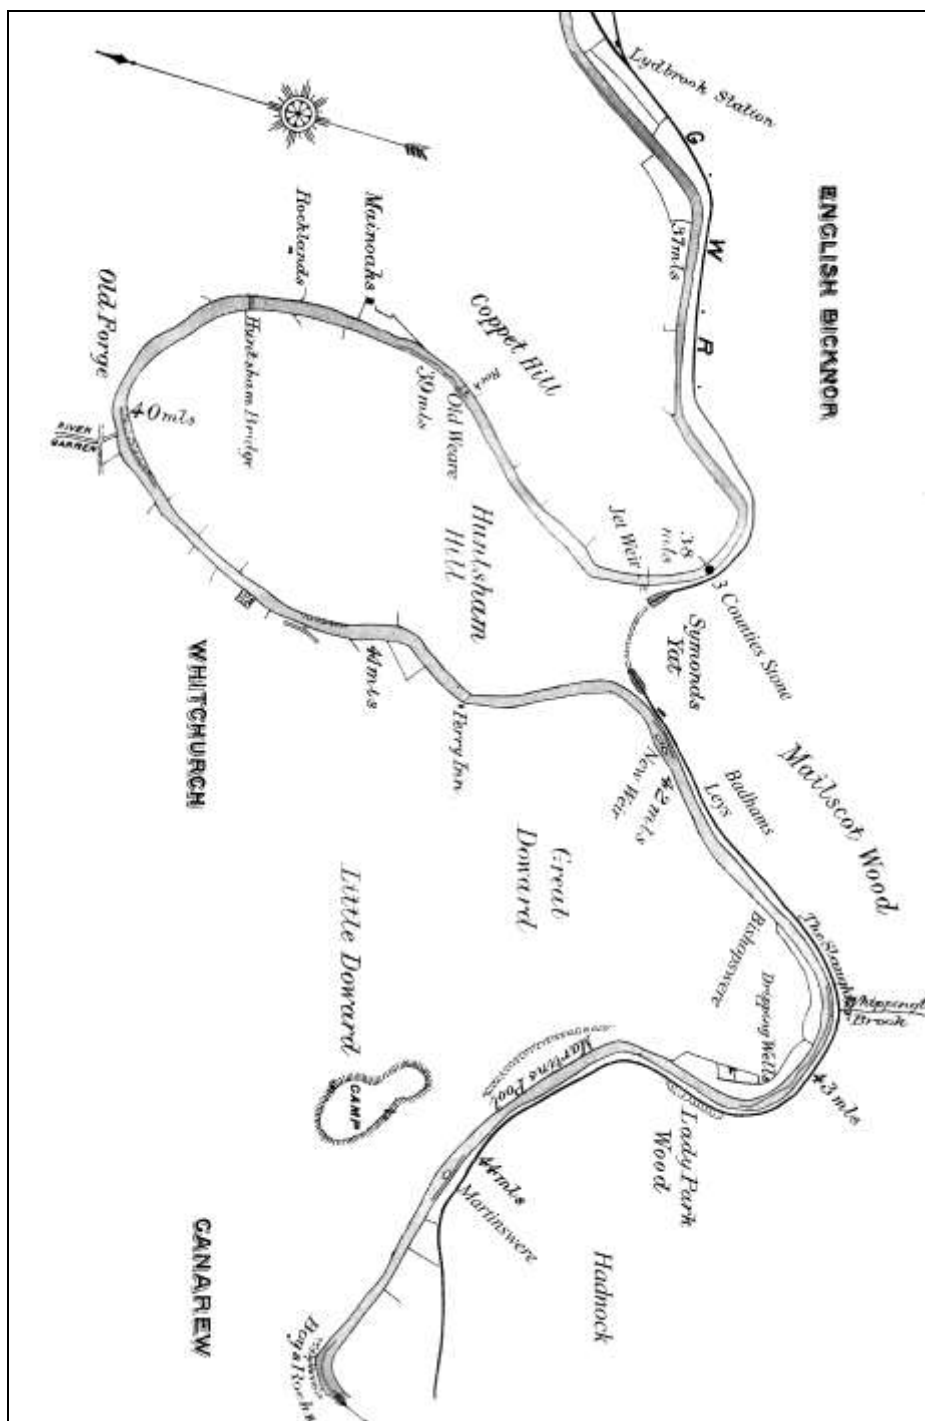 Lydbrook Station
G. W. R.
ENGLISH BICKNOR
37 mls
Mainoaks
Rocklands
Coppet Hill
Rock
Old Forge
Huntsham Bridge
39 mls
Old Weare
40 mls
RIVER
GARREN
Huntsham
Hill
Jet Weir
38
mls
3 Counties Stone
Symonds
Yat
WHITCHURCH
41 mls
Ferry Inn
New Weir
42 mls
Badhams
Leys
Mailscot Wood
Great
Doward
Little Doward
Bishopswere
Dropping Wells
Brook
43 mls
Martins Pool
CAMP
Lady Park
Wood
44 mls
Martinswere
Hadnock
GANAREW
Boys Rocks